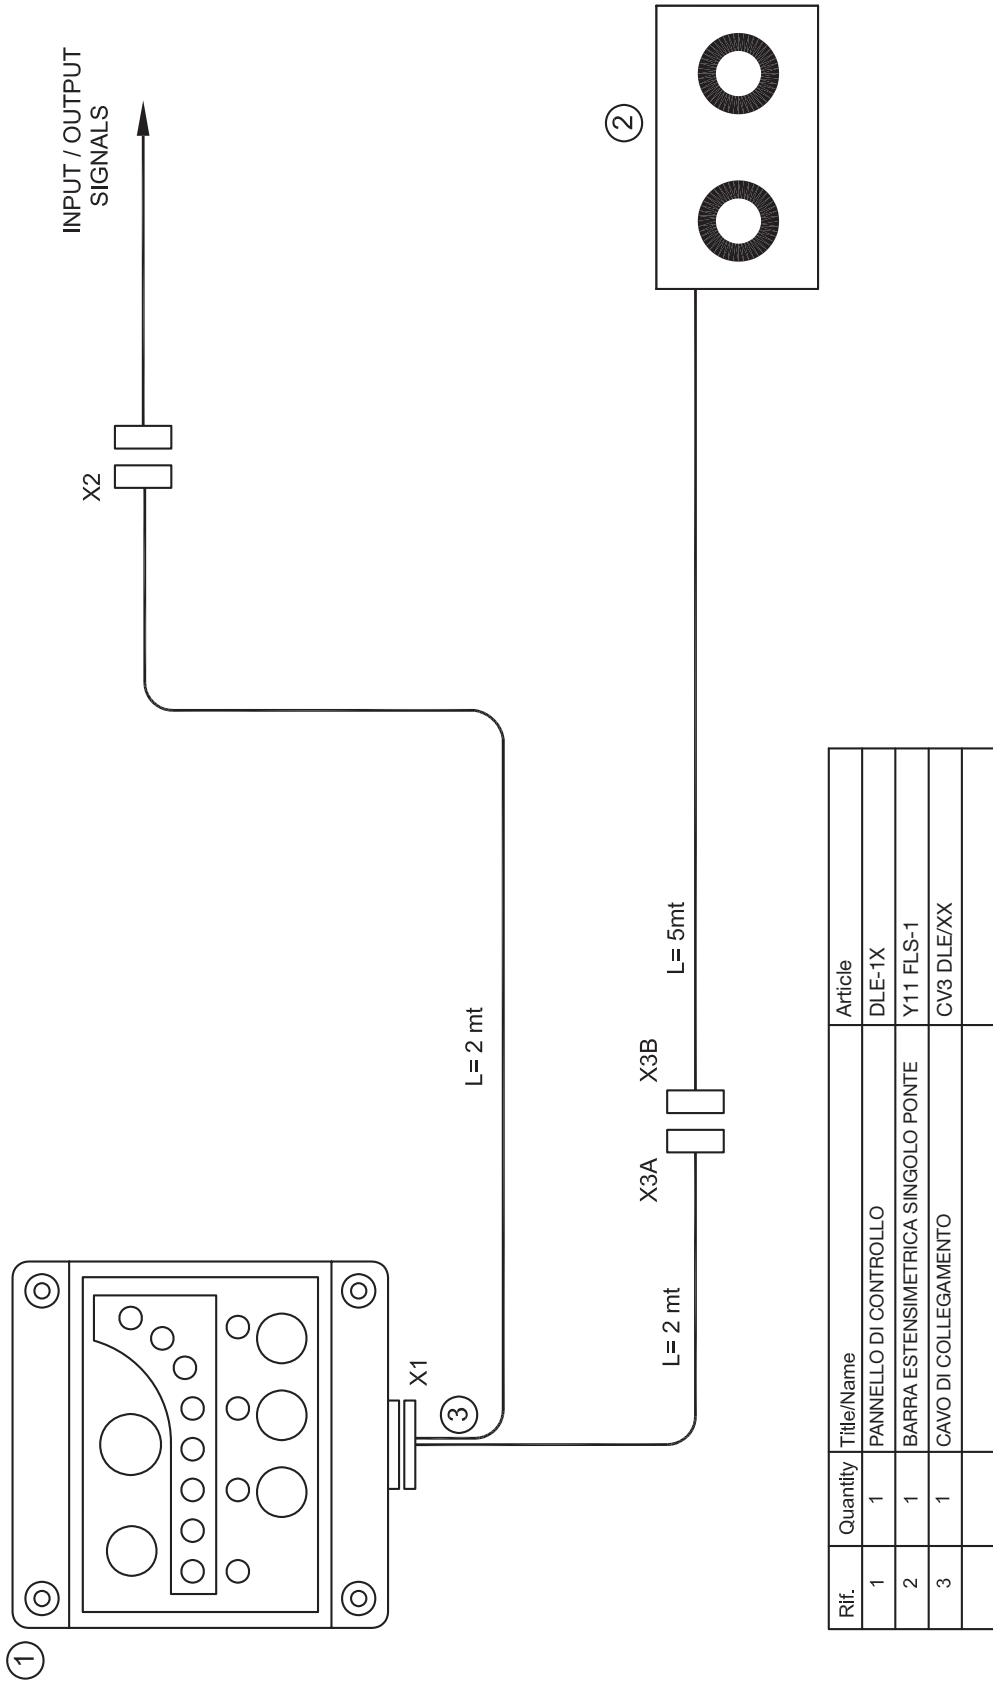 INPUT / OUTPUT
SIGNALS
X2
2
L= 2 mt
L= 5mt
X3B
X3A
L= 2 mt
X1
3
1
Rif. Quantity Title/Name Article
1 1 PANNELLO DI CONTROLLO DLE-1X
2 1 BARRA ESTENSIMETRICA SINGOLO PONTE Y11 FLS-1
3 1 CAVO DI COLLEGAMENTO CV3 DLE/XX